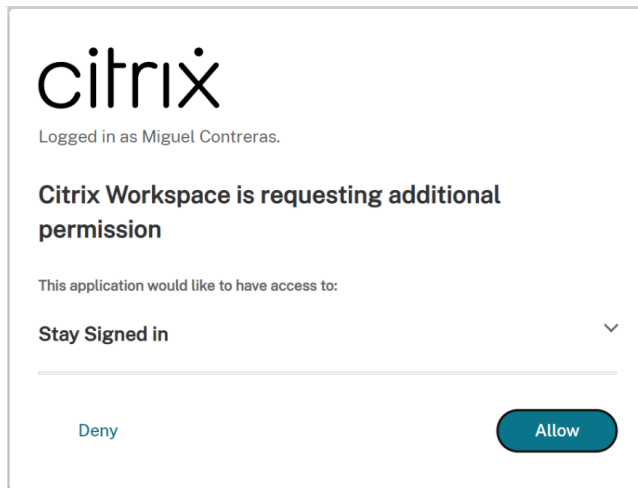 citrix
Logged in as Miguel Contreras.
Citrix Workspace is requesting additional
permission
This application would like to have access to:
Stay Signed in
Deny
Allow